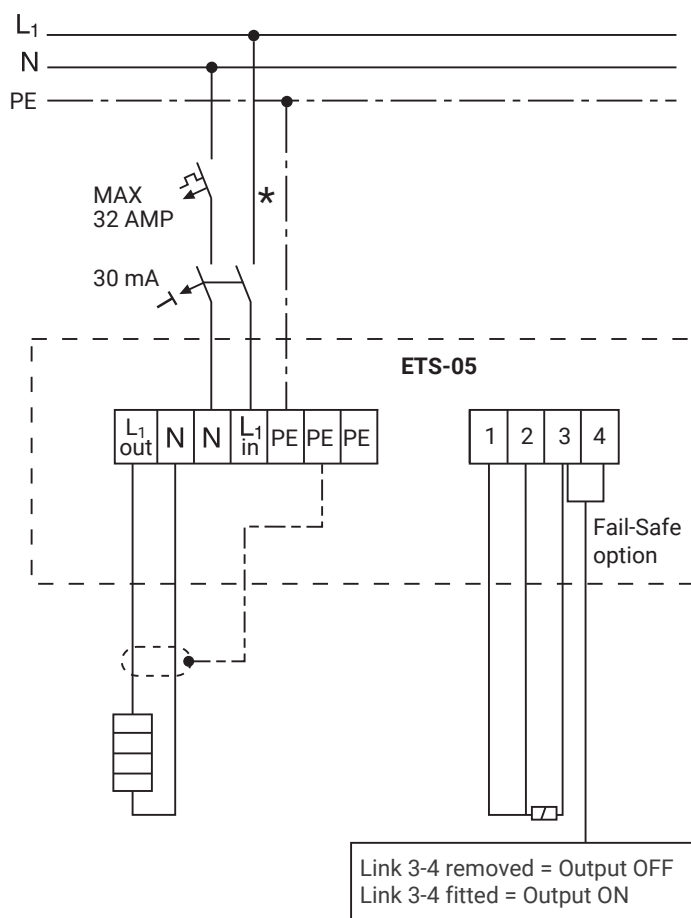 L1
N
PE
MAX
32 AMP
*
30 mA
ETS-05
L1 out N N L1 in PE PE PE
1 2 3 4
Fail-Safe
option
Link 3-4 removed = Output OFF
Link 3-4 fitted = Output ON